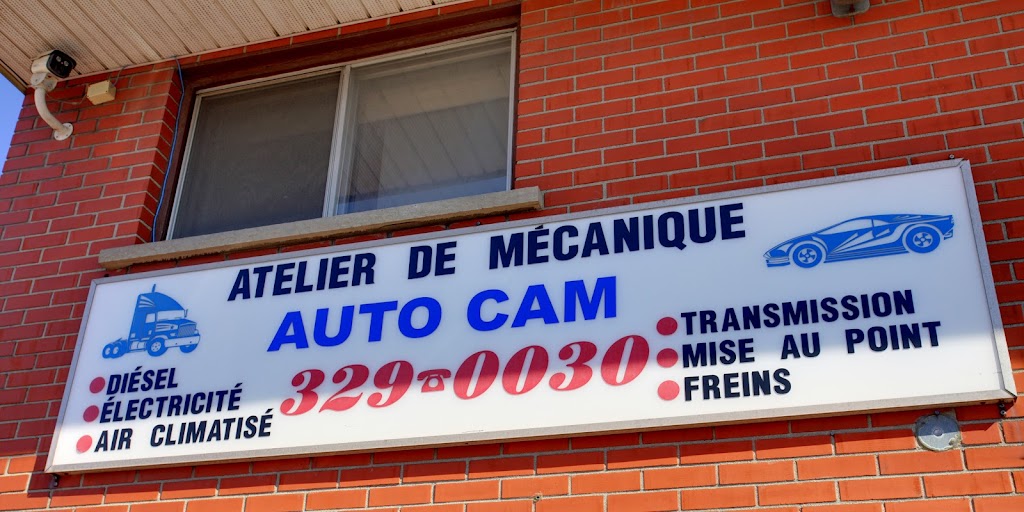 ATELIER DE MÉCANIQUE
AUTO CAM
329☎0030
DIÉSEL
ÉLECTRICITÉ
AIR CLIMATISÉ
TRANSMISSION
MISE AU POINT
FREINS